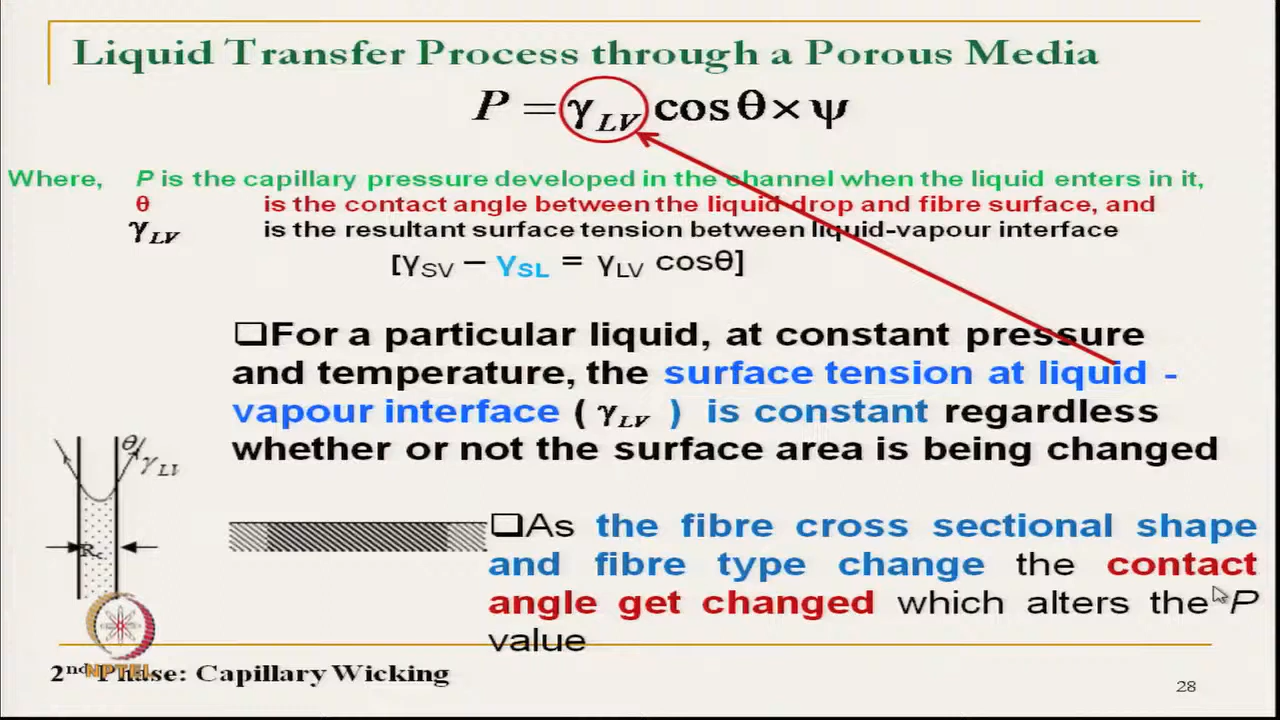 Liquid Transfer Process through a Porous Media
P = γLV cosθ × ψ
Where, P is the capillary pressure developed in the channel when the liquid enters in it,
θ is the contact angle between the liquid drop and fibre surface, and
γLV is the resultant surface tension between liquid-vapour interface
[γSV – γSL = γLV cosθ]
❑For a particular liquid, at constant pressure
and temperature, the surface tension at liquid -
vapour interface ( γLV ) is constant regardless
whether or not the surface area is being changed
θ
γLV
Rc
❑As the fibre cross sectional shape
and fibre type change the contact
angle get changed which alters the P
value
2nd Phase: Capillary Wicking
NPTEL
28